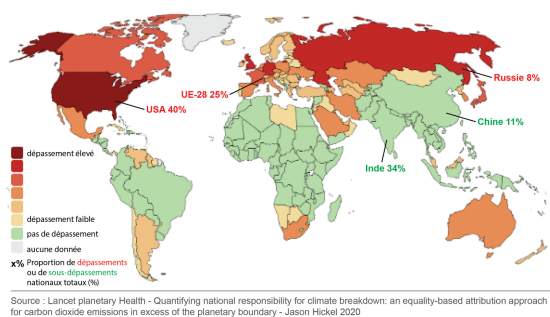 Russie 8%
UE-28 25%
USA 40%
Chine 11%
Inde 34%
dépassement élevé
dépassement faible
pas de dépassement
aucune donnée
x% Proportion de dépassements
ou de sous-dépassements
nationaux totaux (%)
Source : Lancet planetary Health - Quantifying national responsibility for climate breakdown: an equality-based attribution approach
for carbon dioxide emissions in excess of the planetary boundary - Jason Hickel 2020